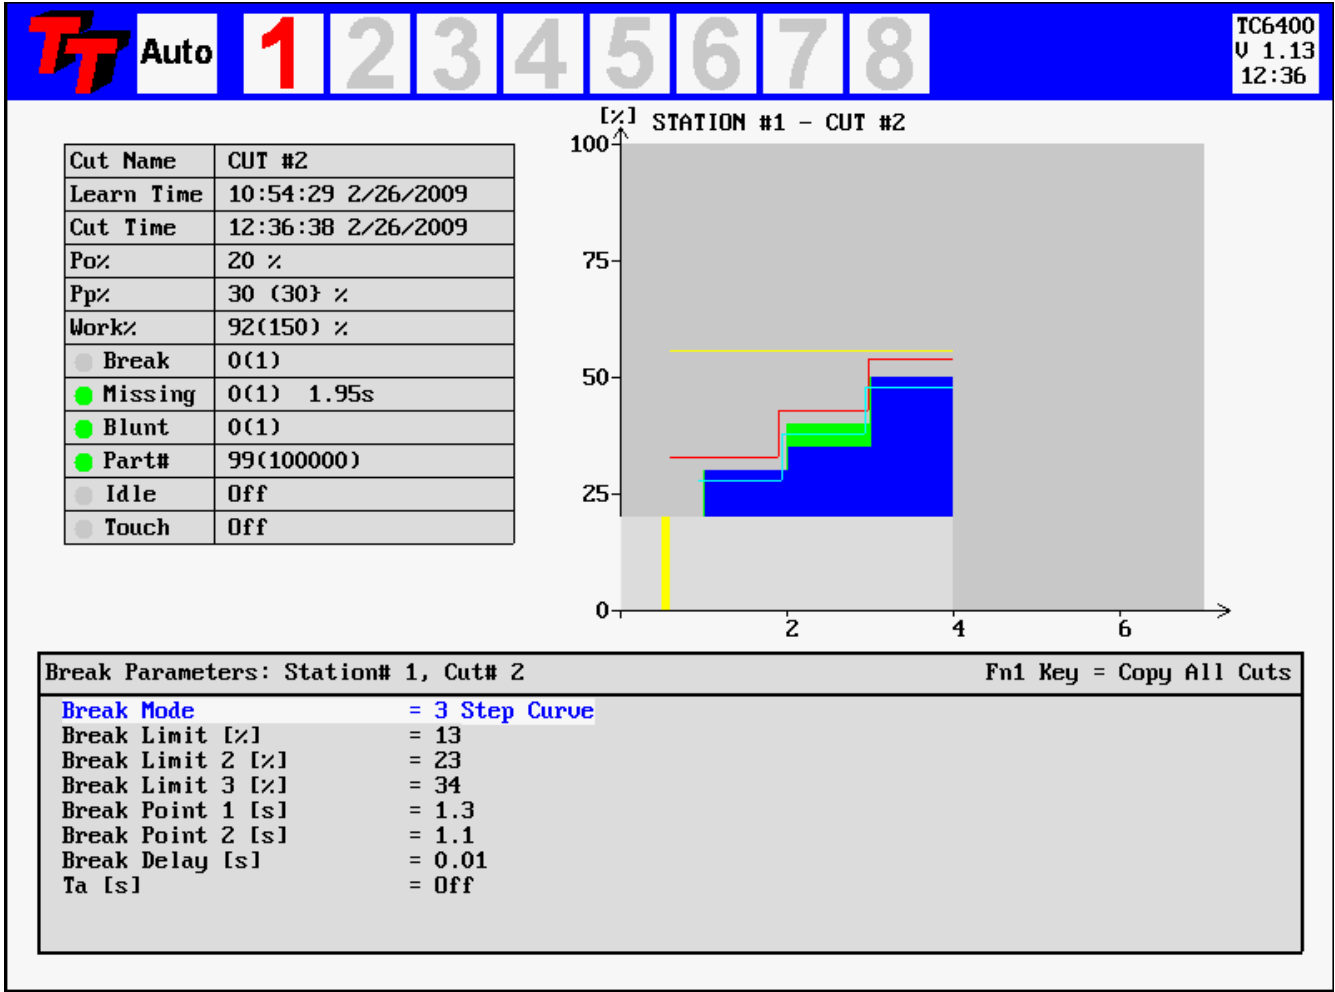 TT Auto 1 2 3 4 5 6 7 8
TC6400
V 1.13
12:36
Cut Name CUT #2
Learn Time 10:54:29 2/26/2009
Cut Time 12:36:38 2/26/2009
Po% 20 %
Pp% 30 (30} %
Work% 92(150) %
Break 0(1)
Missing 0(1) 1.95s
Blunt 0(1)
Part# 99(100000)
Idle Off
Touch Off
[%] STATION #1 - CUT #2
100
75
50
25
0
2 4 6
Break Parameters: Station# 1, Cut# 2 Fn1 Key = Copy All Cuts
Break Mode = 3 Step Curve
Break Limit [%] = 13
Break Limit 2 [%] = 23
Break Limit 3 [%] = 34
Break Point 1 [s] = 1.3
Break Point 2 [s] = 1.1
Break Delay [s] = 0.01
Ta [s] = Off